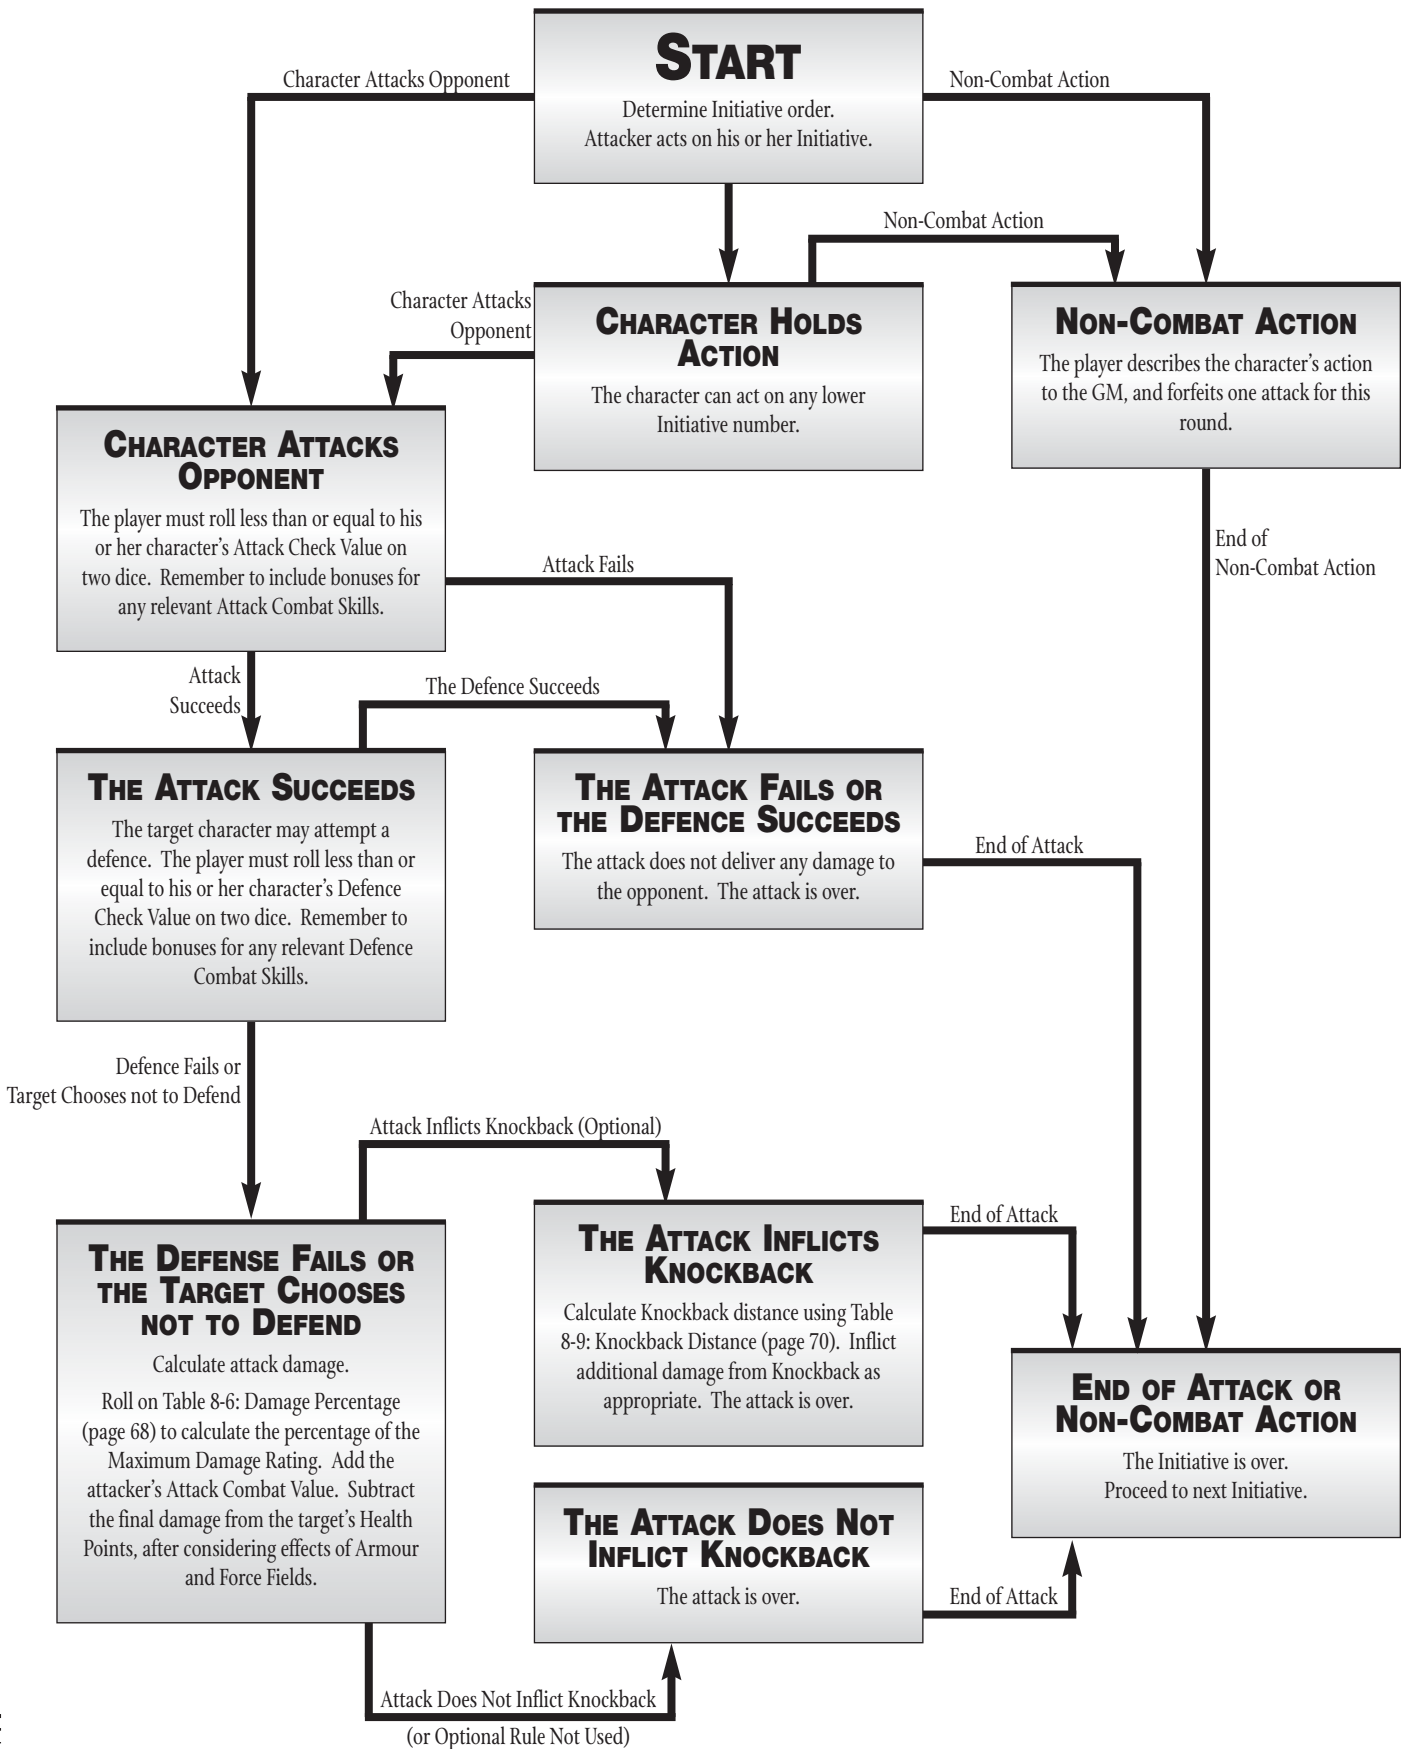 START
Determine Initiative order.
Attacker acts on his or her Initiative.
Character Attacks Opponent
Non-Combat Action
Non-Combat Action
Character Attacks
Opponent
CHARACTER HOLDS
ACTION
The character can act on any lower
Initiative number.
NON-COMBAT ACTION
The player describes the character's action
to the GM, and forfeits one attack for this
round.
CHARACTER ATTACKS
OPPONENT
The player must roll less than or equal to his
or her character's Attack Check Value on
two dice. Remember to include bonuses for
any relevant Attack Combat Skills.
Attack Fails
End of
Non-Combat Action
Attack
Succeeds
The Defence Succeeds
THE ATTACK SUCCEEDS
The target character may attempt a
defence. The player must roll less than or
equal to his or her character's Defence
Check Value on two dice. Remember to
include bonuses for any relevant Defence
Combat Skills.
THE ATTACK FAILS OR
THE DEFENCE SUCCEEDS
The attack does not deliver any damage to
the opponent. The attack is over.
End of Attack
Defence Fails or
Target Chooses not to Defend
Attack Inflicts Knockback (Optional)
THE DEFENSE FAILS OR
THE TARGET CHOOSES
NOT TO DEFEND
Calculate attack damage.
Roll on Table 8-6: Damage Percentage
(page 68) to calculate the percentage of the
Maximum Damage Rating. Add the
attacker's Attack Combat Value. Subtract
the final damage from the target's Health
Points, after considering effects of Armour
and Force Fields.
THE ATTACK INFLICTS
KNOCKBACK
Calculate Knockback distance using Table
8-9: Knockback Distance (page 70). Inflict
additional damage from Knockback as
appropriate. The attack is over.
End of Attack
END OF ATTACK OR
NON-COMBAT ACTION
The Initiative is over.
Proceed to next Initiative.
THE ATTACK DOES NOT
INFLICT KNOCKBACK
The attack is over.
End of Attack
Attack Does Not Inflict Knockback
(or Optional Rule Not Used)